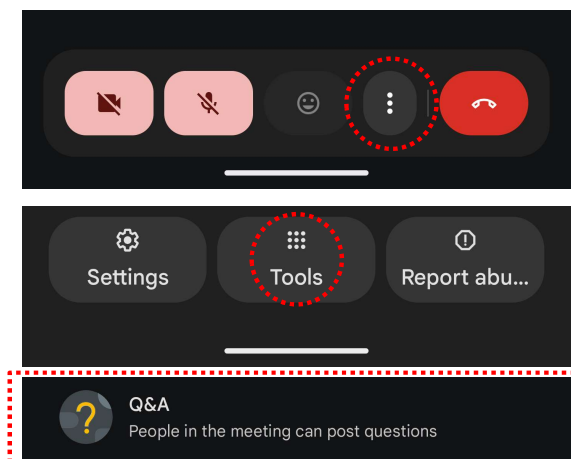 Settings
Tools
Report abu...
Q&A
People in the meeting can post questions